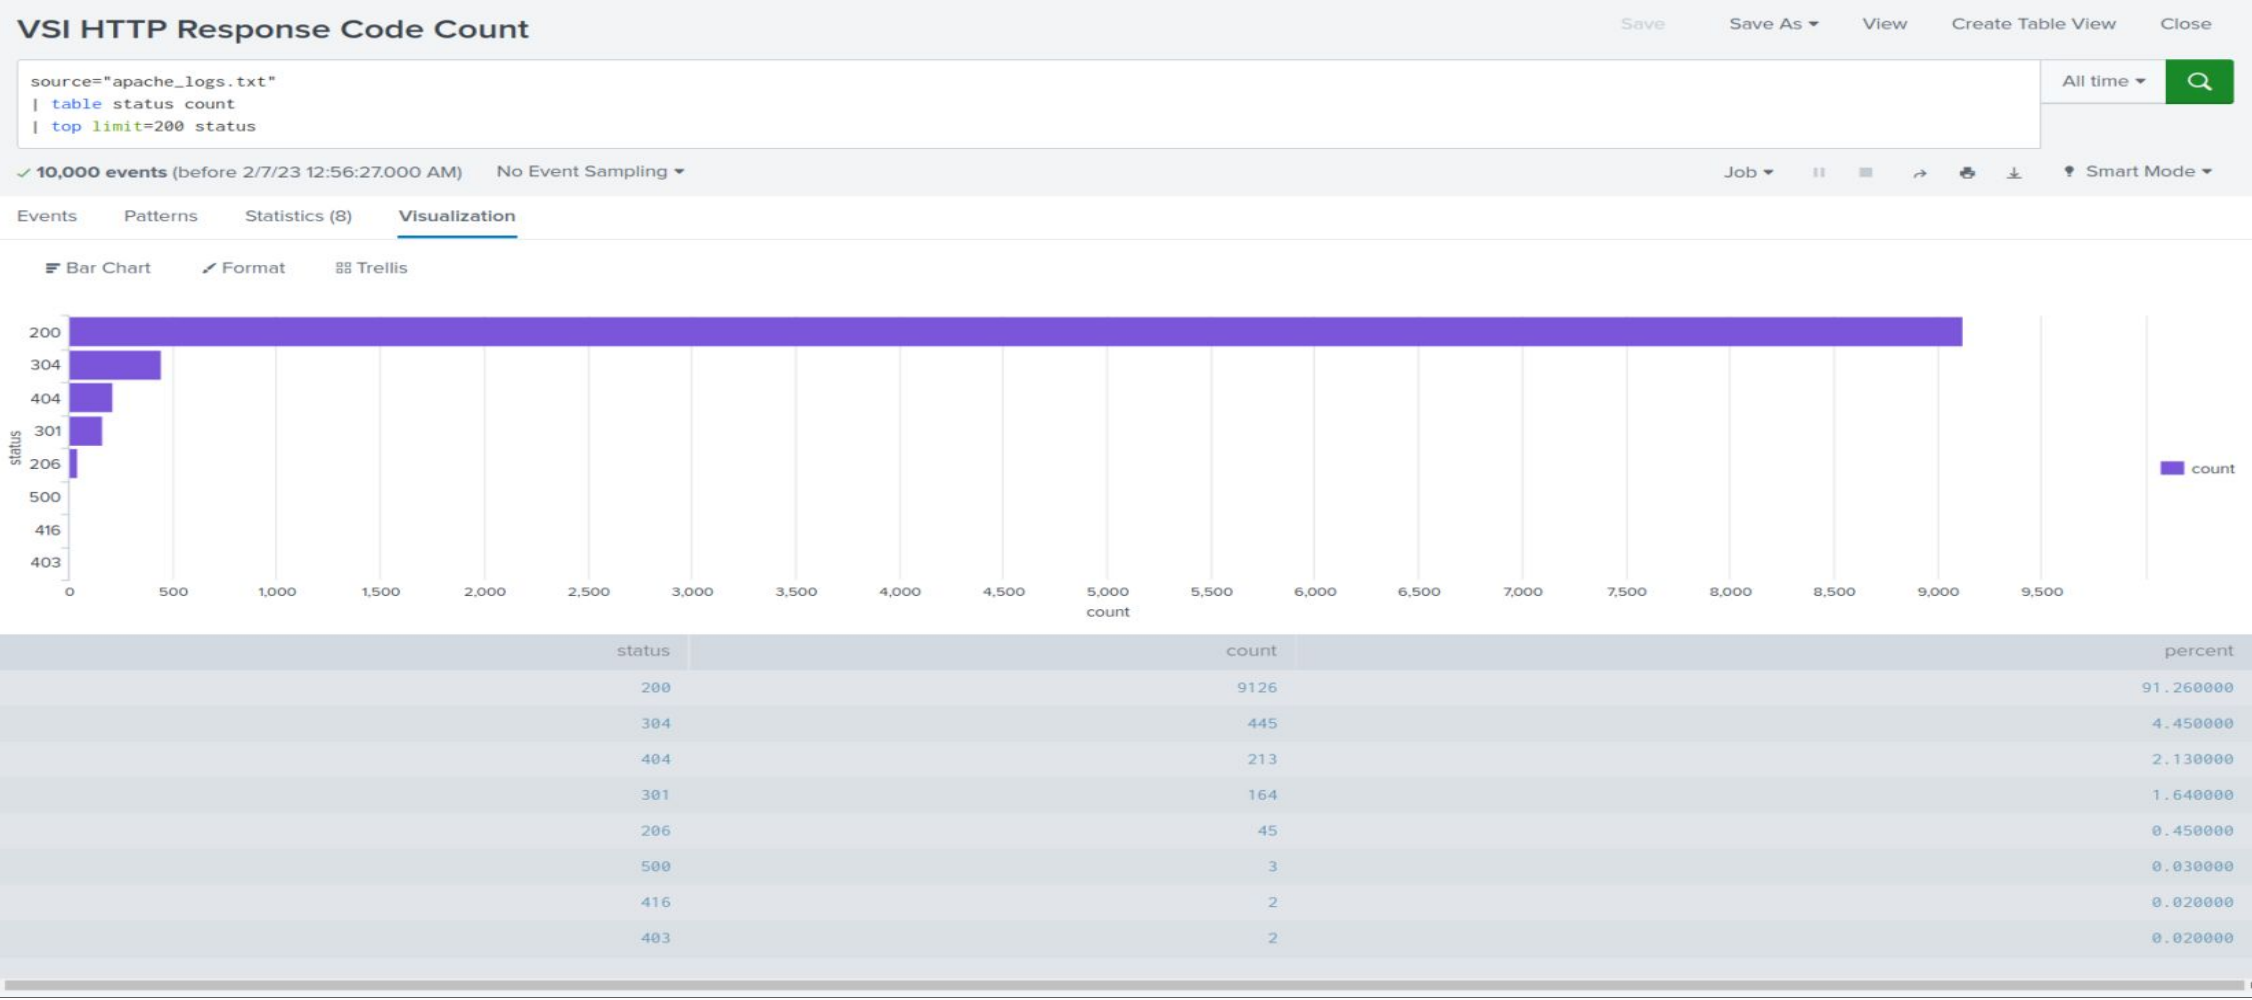 VSI HTTP Response Code Count
Save Save As View Create Table View Close
source="apache_logs.txt"
| table status count
| top limit=200 status
All time
10,000 events (before 2/7/23 12:56:27.000 AM) No Event Sampling
Job Smart Mode
Events Patterns Statistics (8) Visualization
Bar Chart Format Trellis
200
304
404
301
206
500
416
403
status
count
0 500 1,000 1,500 2,000 2,500 3,000 3,500 4,000 4,500 5,000 5,500 6,000 6,500 7,000 7,500 8,000 8,500 9,000 9,500
count
status count percent
200 9126 91.260000
304 445 4.450000
404 213 2.130000
301 164 1.640000
206 45 0.450000
500 3 0.030000
416 2 0.020000
403 2 0.020000